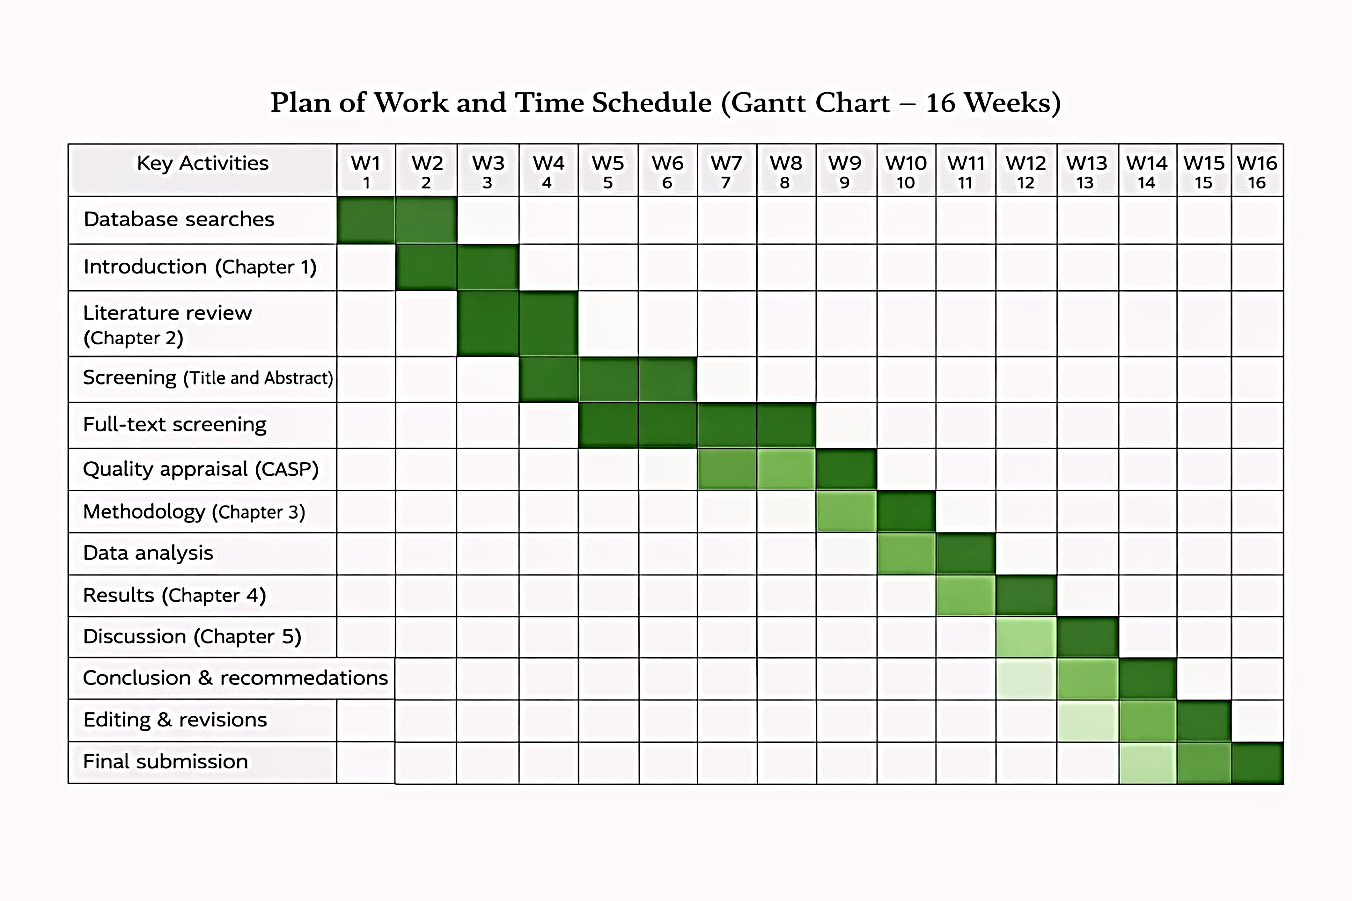 Plan of Work and Time Schedule (Gantt Chart – 16 Weeks)
Key Activities W1 W2 W3 W4 W5 W6 W7 W8 W9 W10 W11 W12 W13 W14 W15 W16
1 2 3 4 5 6 7 8 9 10 11 12 13 14 15 16
Database searches
Introduction (Chapter 1)
Literature review
(Chapter 2)
Screening (Title and Abstract)
Full-text screening
Quality appraisal (CASP)
Methodology (Chapter 3)
Data analysis
Results (Chapter 4)
Discussion (Chapter 5)
Conclusion & recommedations
Editing & revisions
Final submission